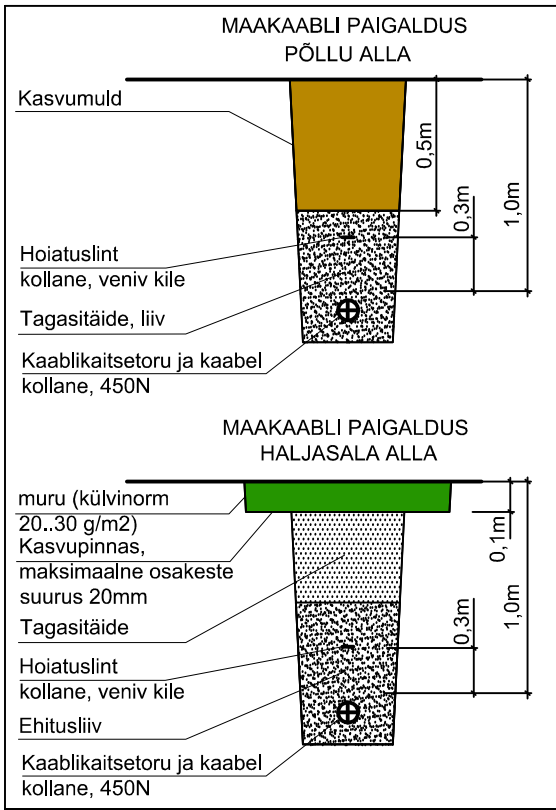 MAAKAABLI PAIGALDUS
PÕLLU ALLA
Kasvumuld
0,5m
0,3m
1,0m
Hoiatuslint
kollane, veniv kile
Tagasitäide, liiv
Kaablikaitsetoru ja kaabel
kollane, 450N
MAAKAABLI PAIGALDUS
HALJASALA ALLA
muru (külvinorm
20..30 g/m2)
Kasvupinnas,
maksimaalne osakeste
suurus 20mm
0,1m
0,3m
1,0m
Tagasitäide
Hoiatuslint
kollane, veniv kile
Ehitusliiv
Kaablikaitsetoru ja kaabel
kollane, 450N